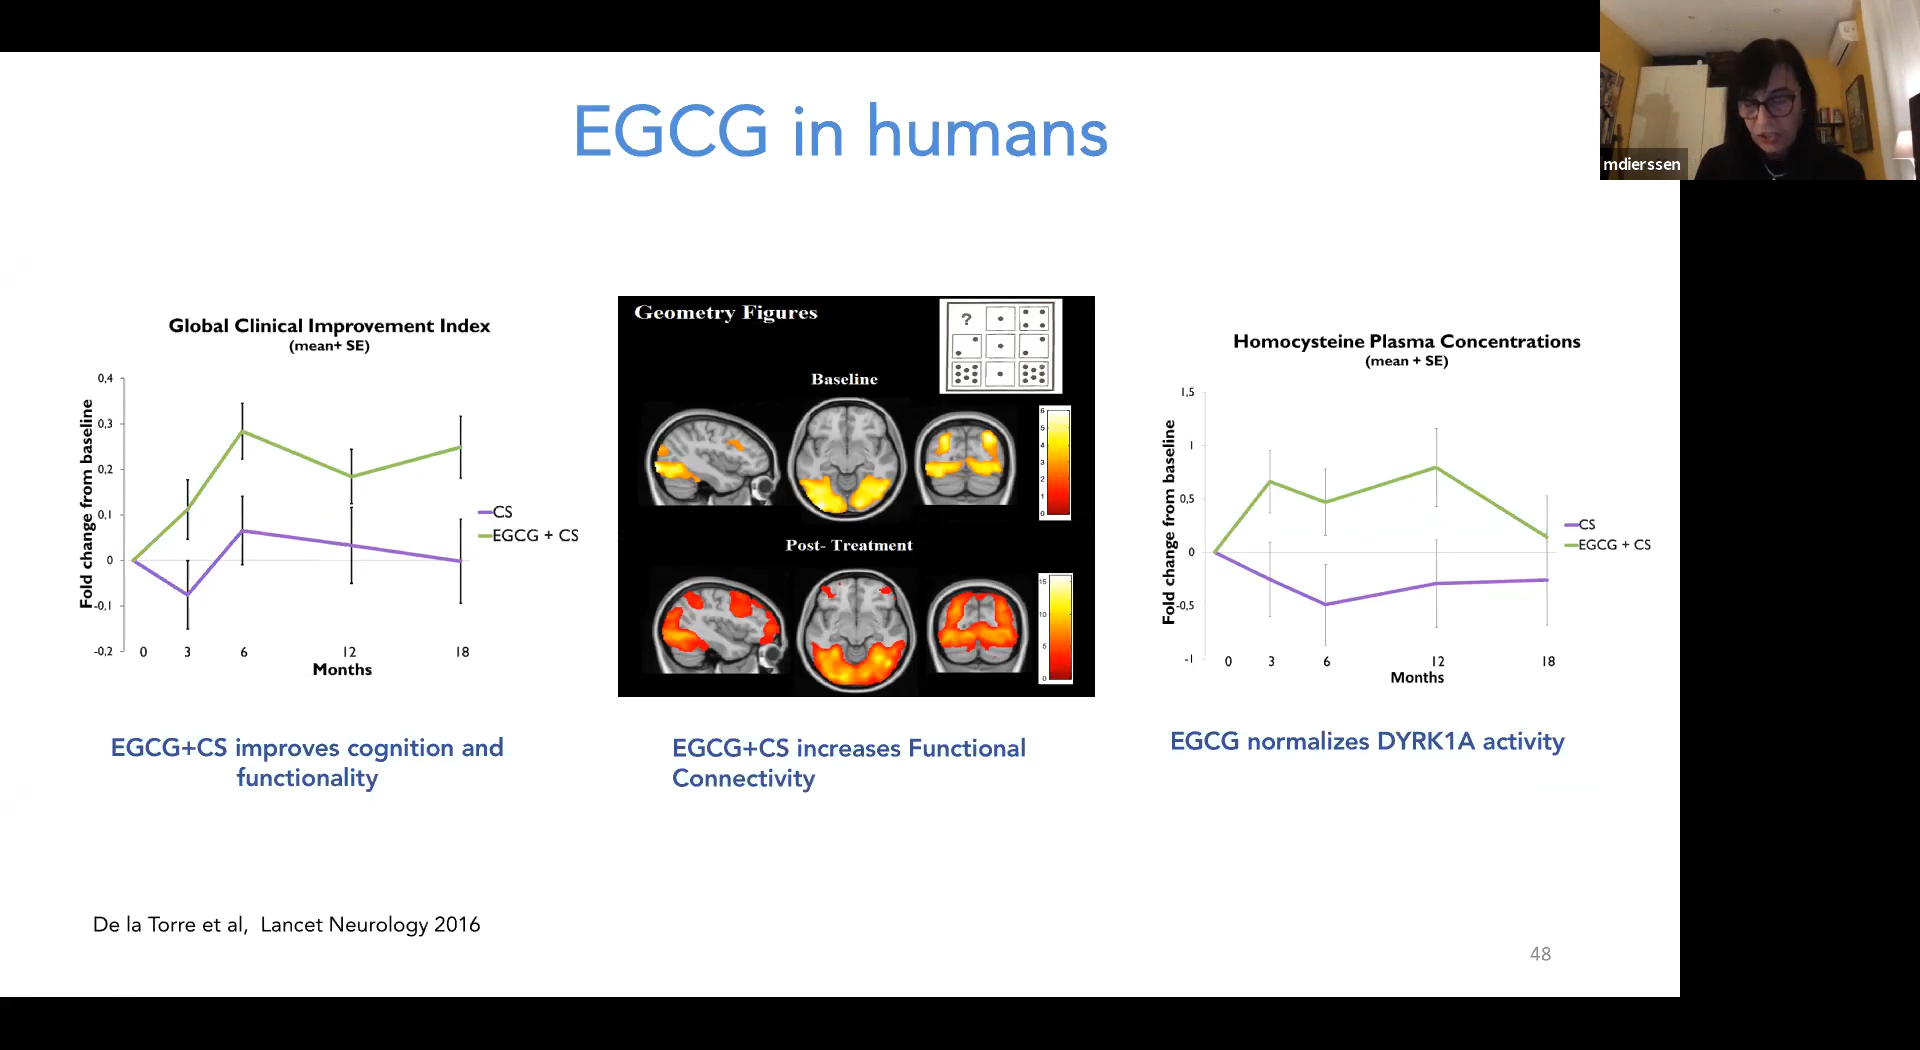 EGCG in humans
mdierssen
Global Clinical Improvement Index
(mean+ SE)
Fold change from baseline
0,4
0,3
0,2
0,1
0
-0,1
-0,2
0 3 6 12 18
Months
CS
EGCG + CS
EGCG+CS improves cognition and
functionality
Geometry Figures
?
Baseline
6
5
4
3
2
1
0
Post- Treatment
15
10
5
0
EGCG+CS increases Functional
Connectivity
Homocysteine Plasma Concentrations
(mean + SE)
Fold change from baseline
1,5
1
0,5
0
-0,5
-1
0 3 6 12 18
Months
CS
EGCG + CS
EGCG normalizes DYRK1A activity
De la Torre et al, Lancet Neurology 2016
48